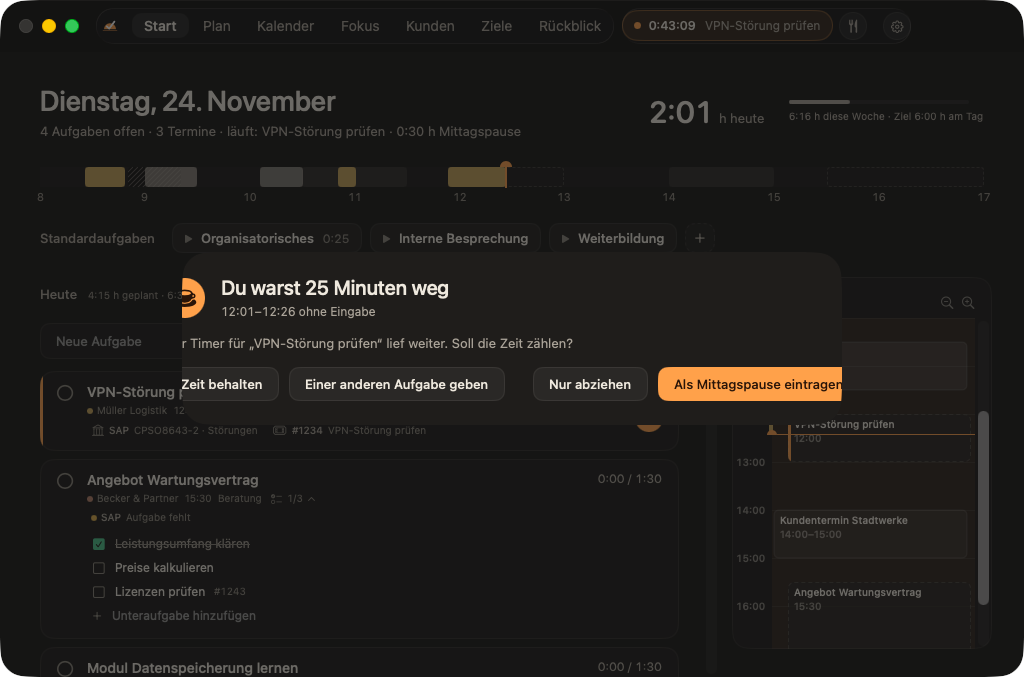 Start Plan Kalender Fokus Kunden Ziele Rückblick 0:43:09 VPN-Störung prüfen
Dienstag, 24. November
4 Aufgaben offen · 3 Termine · läuft: VPN-Störung prüfen · 0:30 h Mittagspause
2:01 h heute
6:16 h diese Woche · Ziel 6:00 h am Tag
8 9 10 11 12 13 14 15 16 17
Standardaufgaben Organisatorisches 0:25 Interne Besprechung Weiterbildung +
Du warst 25 Minuten weg
12:01–12:26 ohne Eingabe
r Timer für „VPN-Störung prüfen“ lief weiter. Soll die Zeit zählen?
Zeit behalten Einer anderen Aufgabe geben Nur abziehen Als Mittagspause eintragen
Heute 4:15 h geplant · 6:3
Neue Aufgabe
VPN-Störung p
Müller Logistik 12
SAP CPSO8643-2 · Störungen #1234 VPN-Störung prüfen
Angebot Wartungsvertrag 0:00 / 1:30
Becker & Partner 15:30 Beratung 1/3
SAP Aufgabe fehlt
Leistungsumfang klären
Preise kalkulieren
Lizenzen prüfen #1243
+ Unteraufgabe hinzufügen
Modul Datenspeicherung lernen 0:00 / 1:30
VPN-Störung prüfen
12:00
13:00
14:00
Kundentermin Stadtwerke
14:00–15:00
15:00
Angebot Wartungsvertrag
15:30
16:00